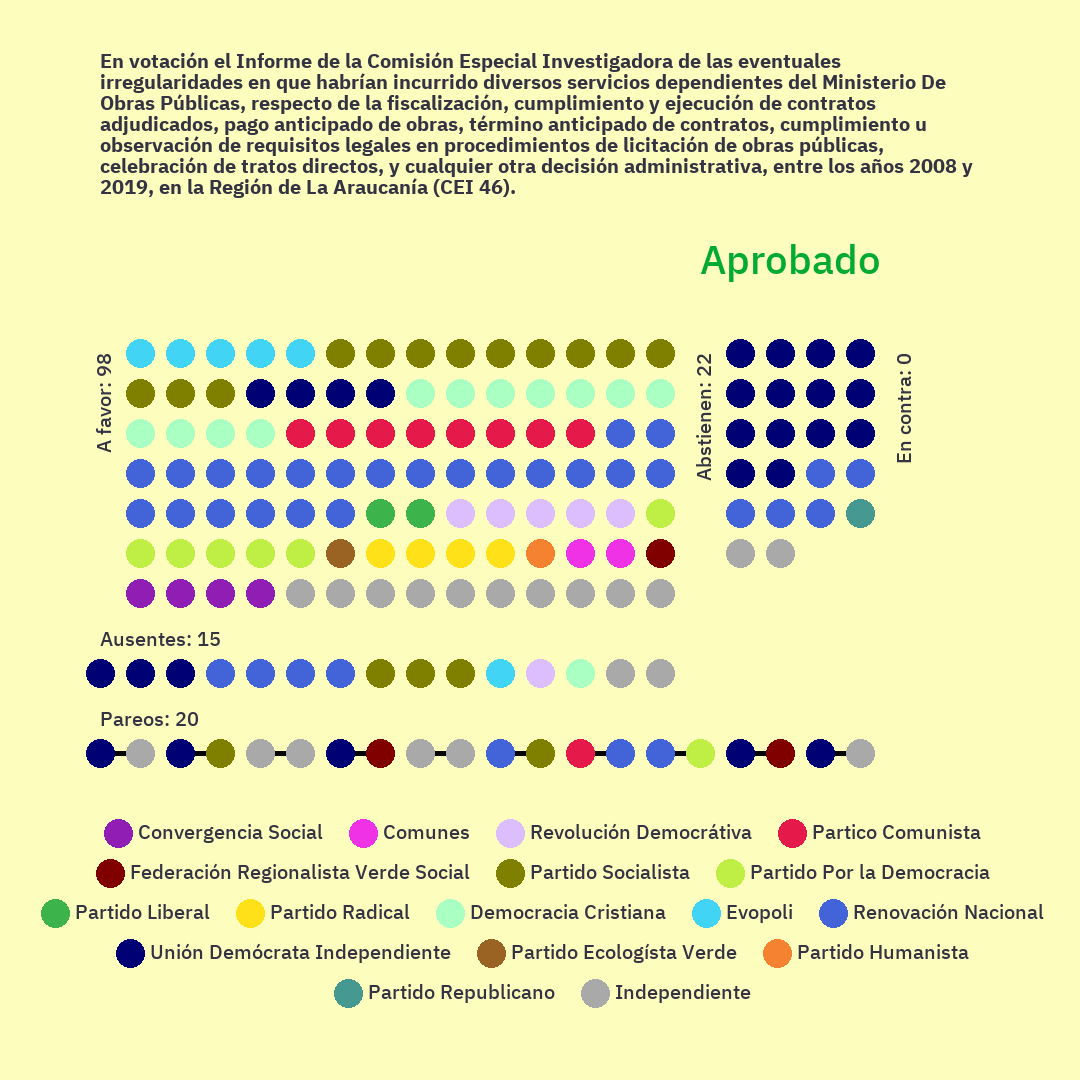 En votación el Informe de la Comisión Especial Investigadora de las eventuales
irregularidades en que habrían incurrido diversos servicios dependientes del Ministerio De
Obras Públicas, respecto de la fiscalización, cumplimiento y ejecución de contratos
adjudicados, pago anticipado de obras, término anticipado de contratos, cumplimiento u
observación de requisitos legales en procedimientos de licitación de obras públicas,
celebración de tratos directos, y cualquier otra decisión administrativa, entre los años 2008 y
2019, en la Región de La Araucanía (CEI 46).
Aprobado
A favor: 98
Abstienen: 22
En contra: 0
Ausentes: 15
Pareos: 20
Convergencia Social Comunes Revolución Democrátiva Partico Comunista
Federación Regionalista Verde Social Partido Socialista Partido Por la Democracia
Partido Liberal Partido Radical Democracia Cristiana Evopoli Renovación Nacional
Unión Demócrata Independiente Partido Ecologísta Verde Partido Humanista
Partido Republicano Independiente